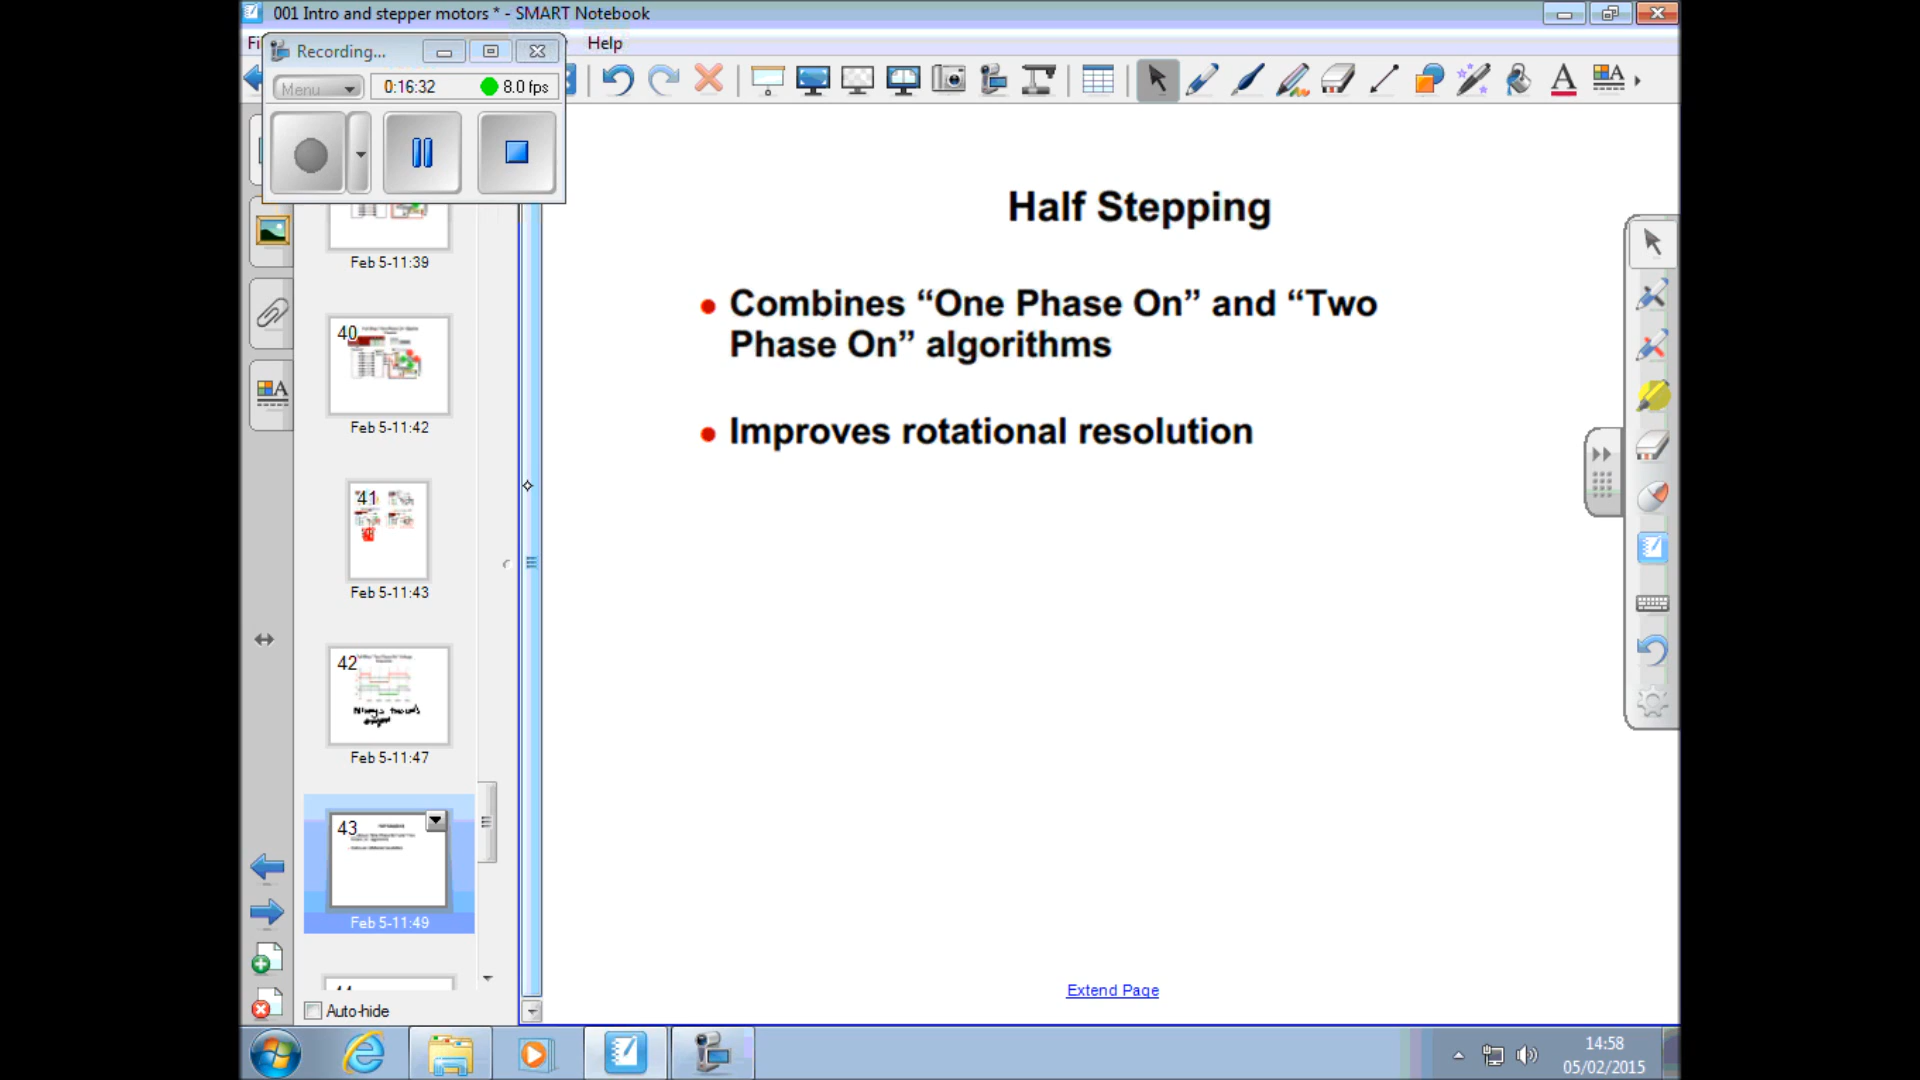 001 Intro and stepper motors * - SMART Notebook
Fi
Help
Recording...
Menu
0:16:32
8.0 fps
Feb 5-11:39
40
Feb 5-11:42
41
Feb 5-11:43
42
Feb 5-11:47
43
Feb 5-11:49
Auto-hide
Half Stepping
• Combines “One Phase On” and “Two
Phase On” algorithms
• Improves rotational resolution
Extend Page
14:58
05/02/2015